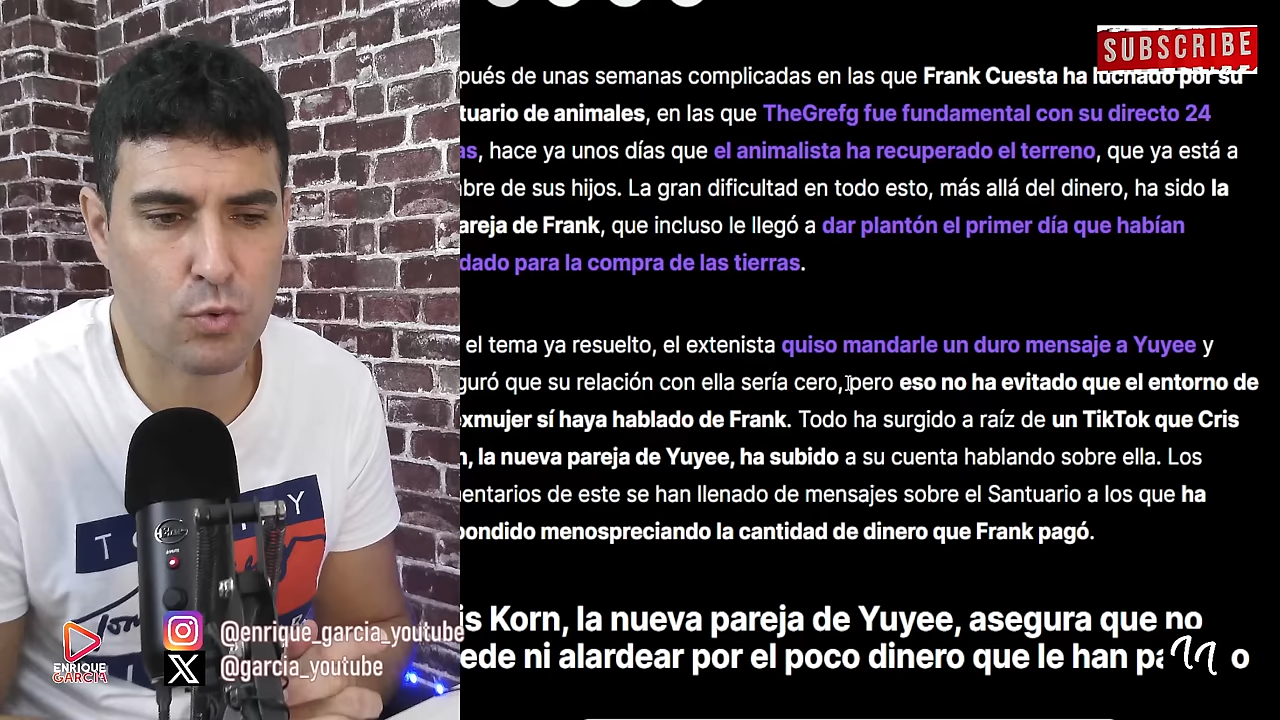 SUBSCRIBE
pués de unas semanas complicadas en las que Frank Cuesta ha luchado por su
tuario de animales, en las que TheGrefg fue fundamental con su directo 24
as, hace ya unos días que el animalista ha recuperado el terreno, que ya está a
bre de sus hijos. La gran dificultad en todo esto, más allá del dinero, ha sido la
areja de Frank, que incluso le llegó a dar plantón el primer día que habían
dado para la compra de las tierras.
el tema ya resuelto, el extenista quiso mandarle un duro mensaje a Yuyee y
guró que su relación con ella sería cero, pero eso no ha evitado que el entorno de
exmujer sí haya hablado de Frank. Todo ha surgido a raíz de un TikTok que Cris
n, la nueva pareja de Yuyee, ha subido a su cuenta hablando sobre ella. Los
entarios de este se han llenado de mensajes sobre el Santuario a los que ha
pondido menospreciando la cantidad de dinero que Frank pagó.
is Korn, la nueva pareja de Yuyee, asegura que no
ede ni alardear por el poco dinero que le han pa o
@enrique_garcia_youtube
@garcia_youtube
ENRIQUE
GARCIA